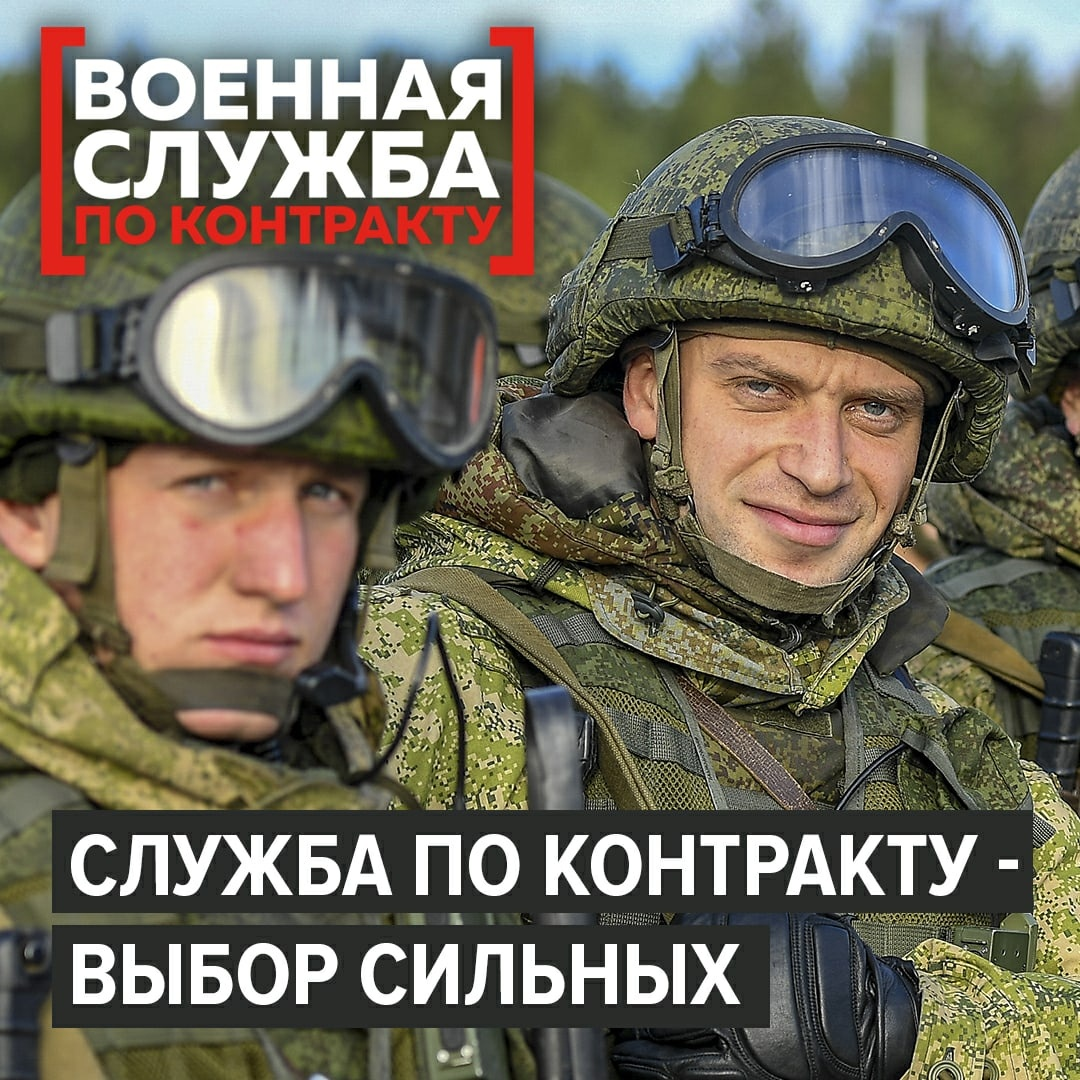 ВОЕННАЯ
СЛУЖБА
ПО КОНТРАКТУ
СЛУЖБА ПО КОНТРАКТУ -
ВЫБОР СИЛЬНЫХ